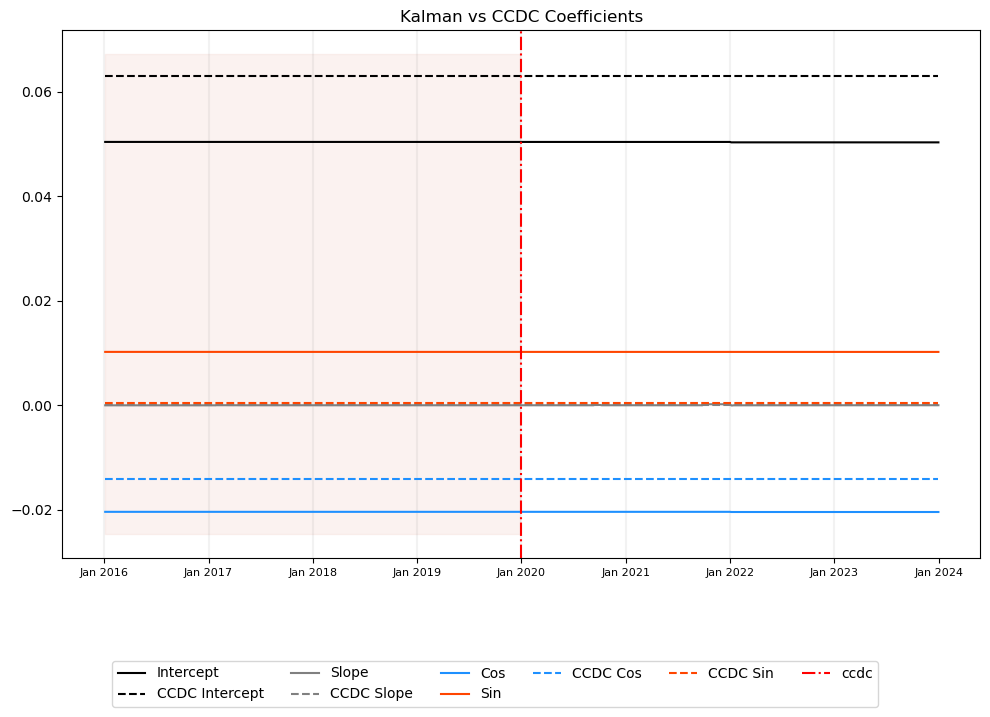 Kalman vs CCDC Coefficients
0.06
0.04
0.02
0.00
−0.02
Jan 2016 Jan 2017 Jan 2018 Jan 2019 Jan 2020 Jan 2021 Jan 2022 Jan 2023 Jan 2024
Intercept Slope Cos CCDC Cos CCDC Sin ccdc
CCDC Intercept CCDC Slope Sin